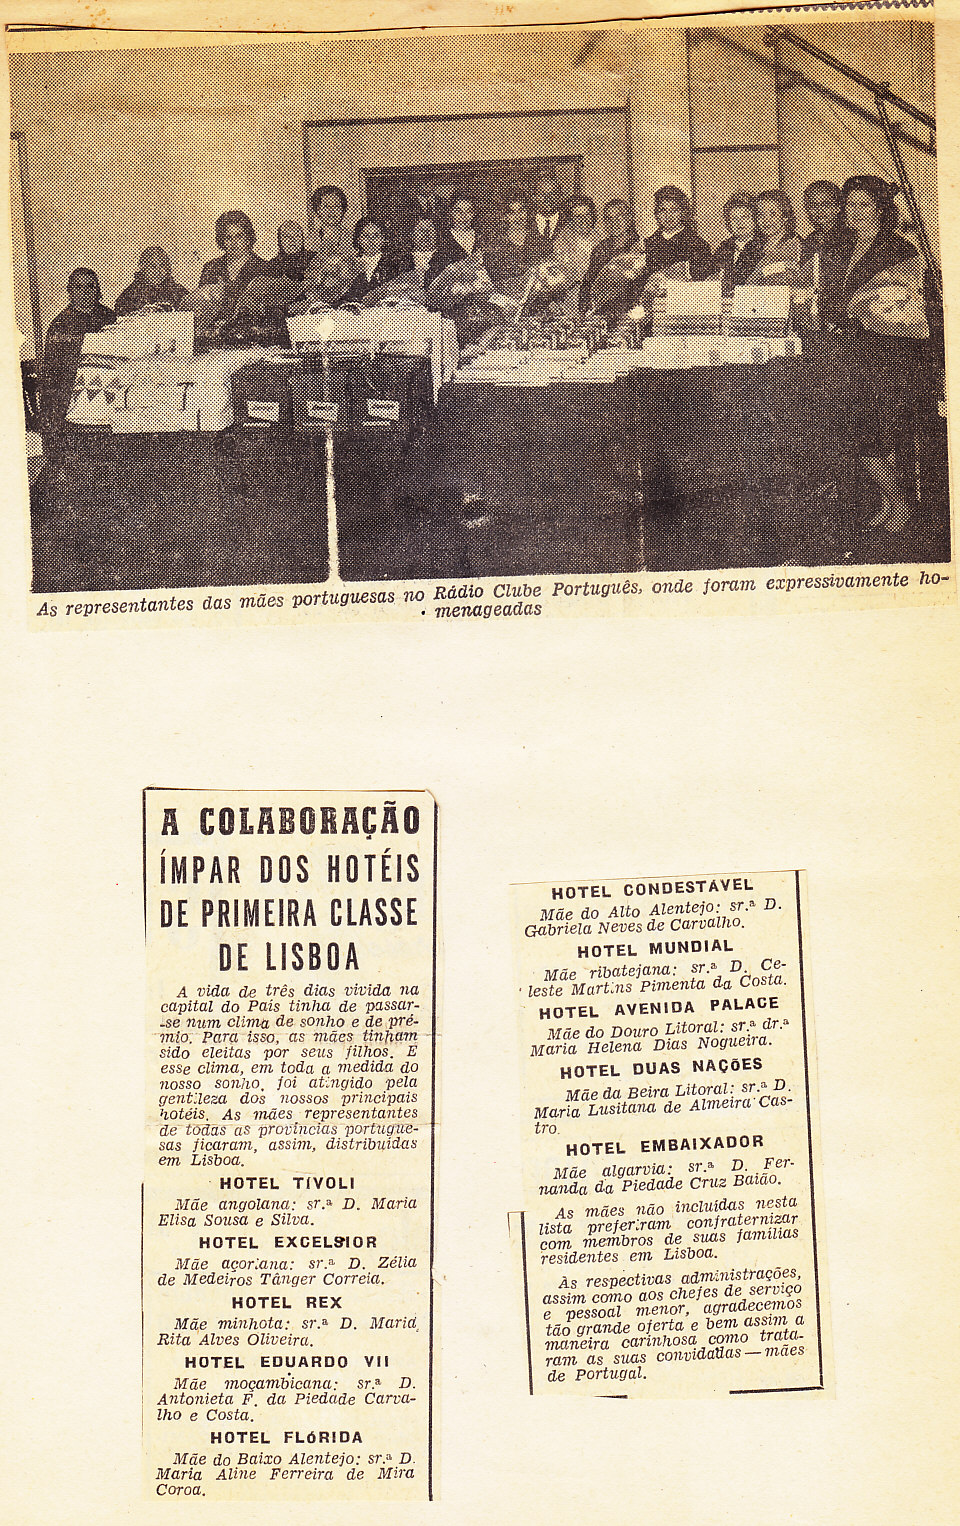 As representantes das mães portuguesas no Rádio Clube Português, onde foram expressivamente ho-
menageadas
A COLABORAÇÃO
ÍMPAR DOS HOTÉIS
DE PRIMEIRA CLASSE
DE LISBOA
A vida de três dias vivida na
capital do País tinha de passar-
-se num clima de sonho e de pré-
mio. Para isso, as mães tinham
sido eleitas por seus filhos. E
esse clima, em toda a medida do
nosso sonho, foi atingido pela
gentileza dos nossos principais
hotéis. As mães representantes
de todas as províncias portugue-
sas ficaram, assim, distribuídas
em Lisboa.
HOTEL TÍVOLI
Mãe angolana: sr.ª D. Maria
Elisa Sousa e Silva.
HOTEL EXCELSIOR
Mãe açoriana: sr.ª D. Zélia
de Medeiros Tânger Correia.
HOTEL REX
Mãe minhota: sr.ª D. Maria
Rita Alves Oliveira.
HOTEL EDUARDO VII
Mãe moçambicana: sr.ª D.
Antonieta F. da Piedade Carva-
lho e Costa.
HOTEL FLÓRIDA
Mãe do Baixo Alentejo: sr.ª D.
Maria Aline Ferreira de Mira
Coroa.
HOTEL CONDESTÁVEL
Mãe do Alto Alentejo: sr.ª D.
Gabriela Neves de Carvalho.
HOTEL MUNDIAL
Mãe ribatejana: sr.ª D. Ce-
leste Martins Pimenta da Costa.
HOTEL AVENIDA PALACE
Mãe do Douro Litoral: sr.ª dr.ª
Maria Helena Dias Nogueira.
HOTEL DUAS NAÇÕES
Mãe da Beira Litoral: sr.ª D.
Maria Lusitana de Almeira Cas-
tro.
HOTEL EMBAIXADOR
Mãe algarvia: sr.ª D. Fer-
nanda da Piedade Cruz Baião.
As mães não incluídas nesta
lista preferiram confraternizar
com membros de suas famílias
residentes em Lisboa.
Às respectivas administrações,
assim como aos chefes de serviço
e pessoal menor, agradecemos
tão grande oferta e bem assim a
maneira carinhosa como trata-
ram as suas convidadas — mães
de Portugal.